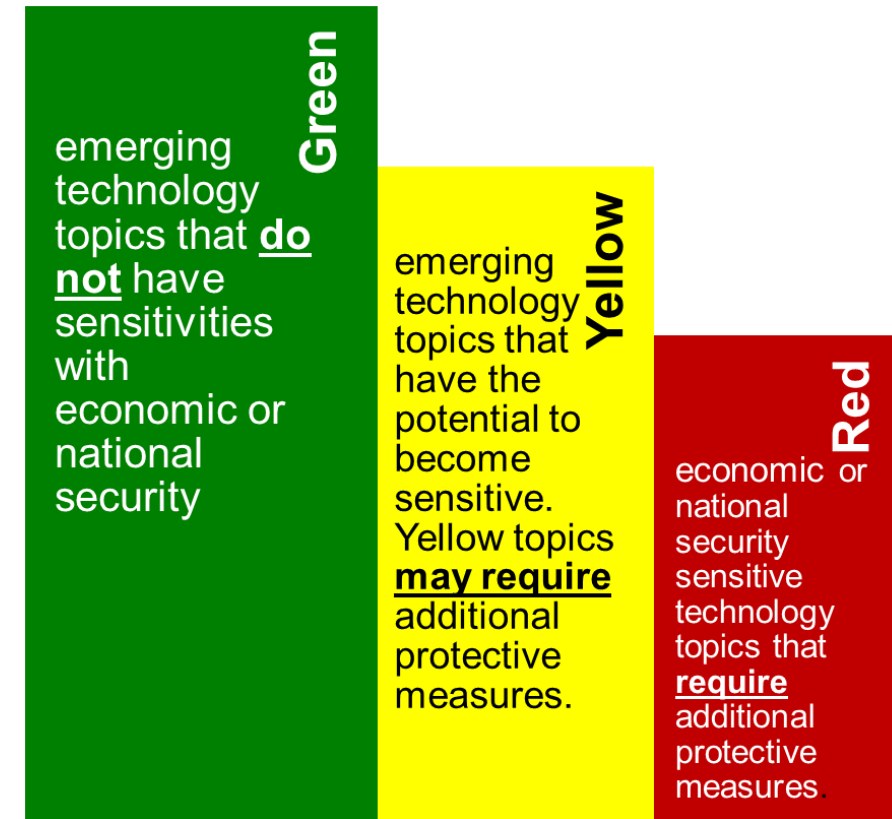 Green
emerging
technology
topics that do
not have
sensitivities
with
economic or
national
security
Yellow
emerging
technology
topics that
have the
potential to
become
sensitive.
Yellow topics
may require
additional
protective
measures.
Red
economic or
national
security
sensitive
technology
topics that
require
additional
protective
measures.